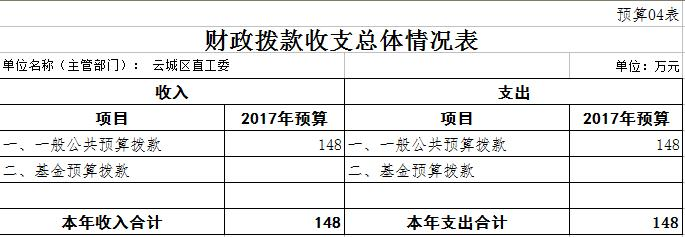 预算04表
财政拨款收支总体情况表
单位名称（主管部门）： 云城区直工委 单位：万元
收入 支出
项目 2017年预算 项目 2017年预算
一、一般公共预算拨款 148 一、一般公共预算拨款 148
二、基金预算拨款 二、基金预算拨款
本年收入合计 148 本年支出合计 148